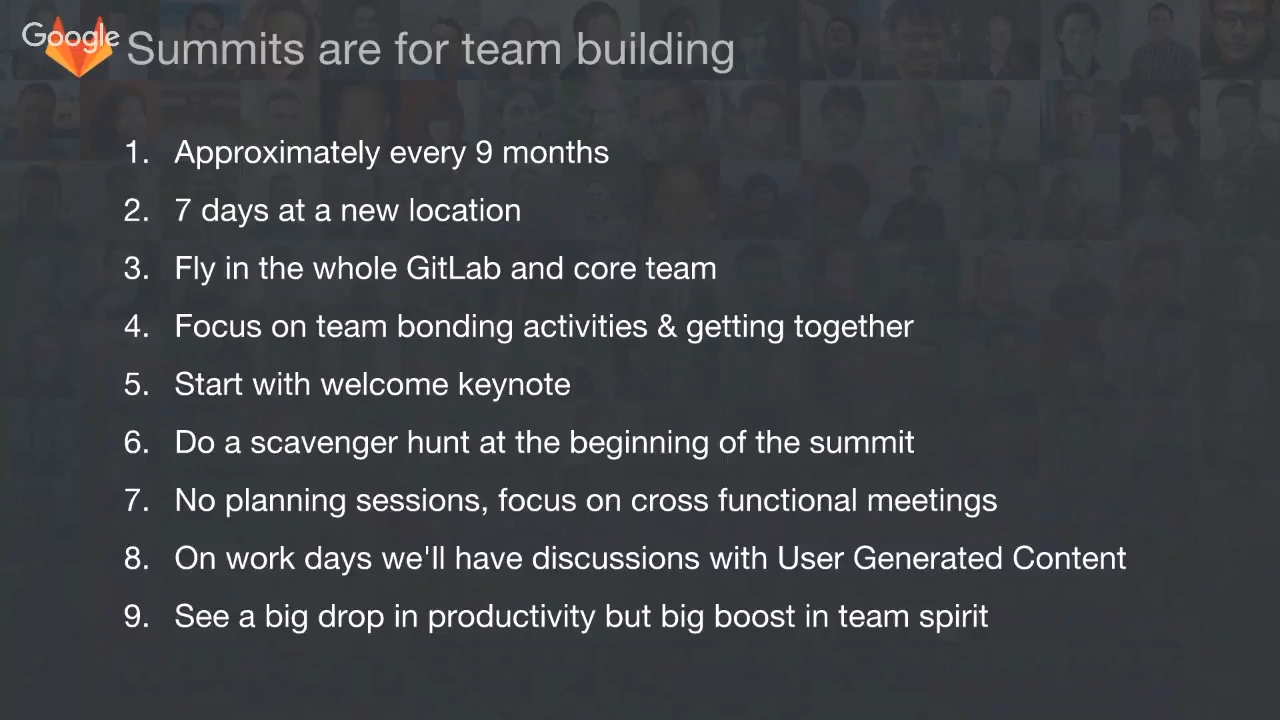 Google
Summits are for team building
1. Approximately every 9 months
2. 7 days at a new location
3. Fly in the whole GitLab and core team
4. Focus on team bonding activities & getting together
5. Start with welcome keynote
6. Do a scavenger hunt at the beginning of the summit
7. No planning sessions, focus on cross functional meetings
8. On work days we'll have discussions with User Generated Content
9. See a big drop in productivity but big boost in team spirit